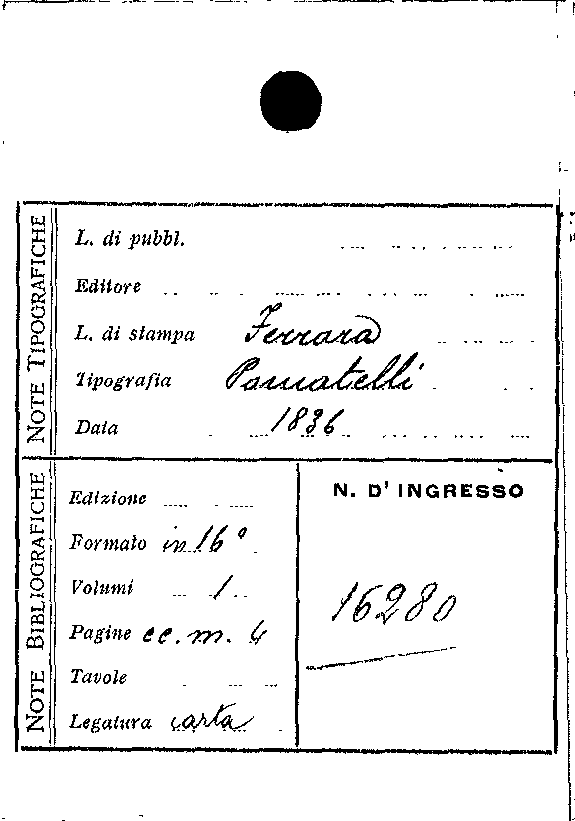 NOTE TIPOGRAFICHE
L. di pubbl.
Editore
L. di stampa Ferrara
Tipografia Pomatelli
Data 1836
NOTE BIBLIOGRAFICHE
Edizione
Formato in 16°
Volumi 1
Pagine cc. m. 4
Tavole
Legatura carta
N. D' INGRESSO
16280